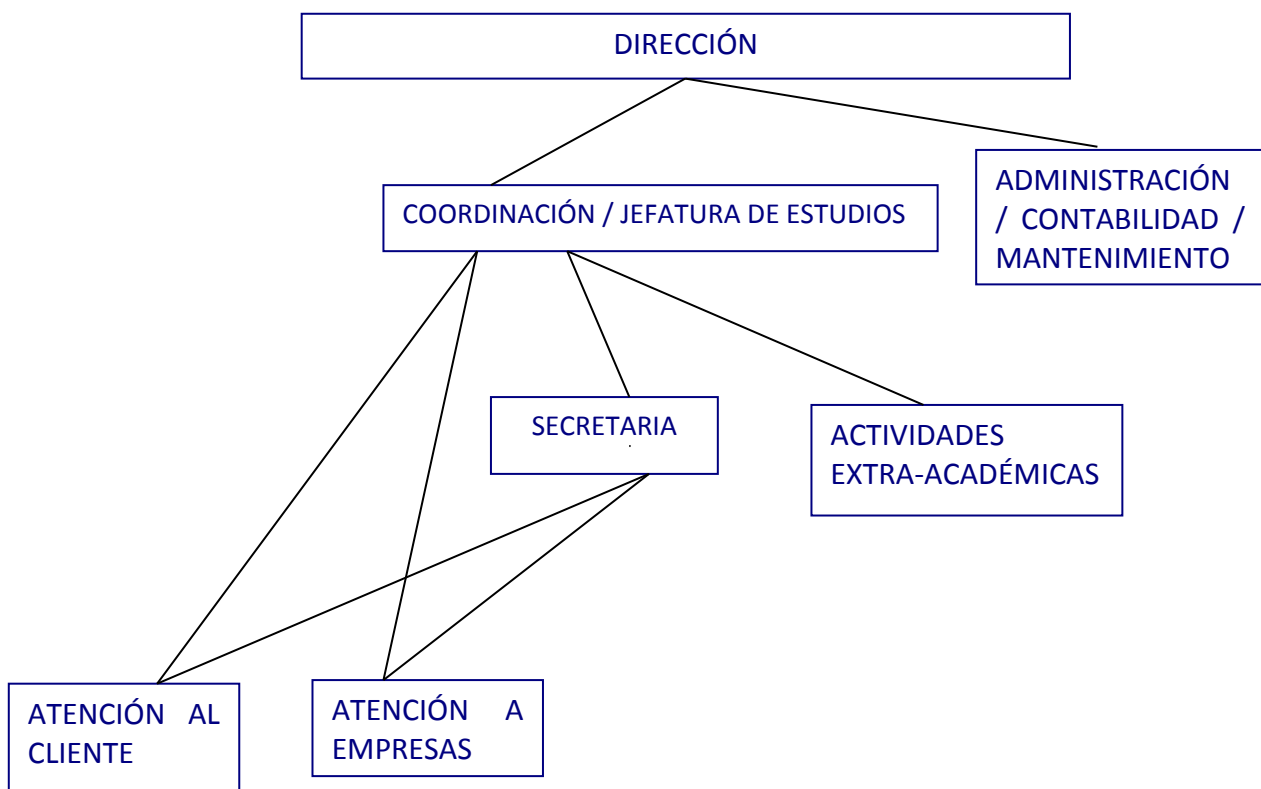 DIRECCIÓN
COORDINACIÓN / JEFATURA DE ESTUDIOS
ADMINISTRACIÓN
/ CONTABILIDAD /
MANTENIMIENTO
SECRETARIA
.
ACTIVIDADES
EXTRA-ACADÉMICAS
ATENCIÓN AL
CLIENTE
ATENCIÓN A
EMPRESAS